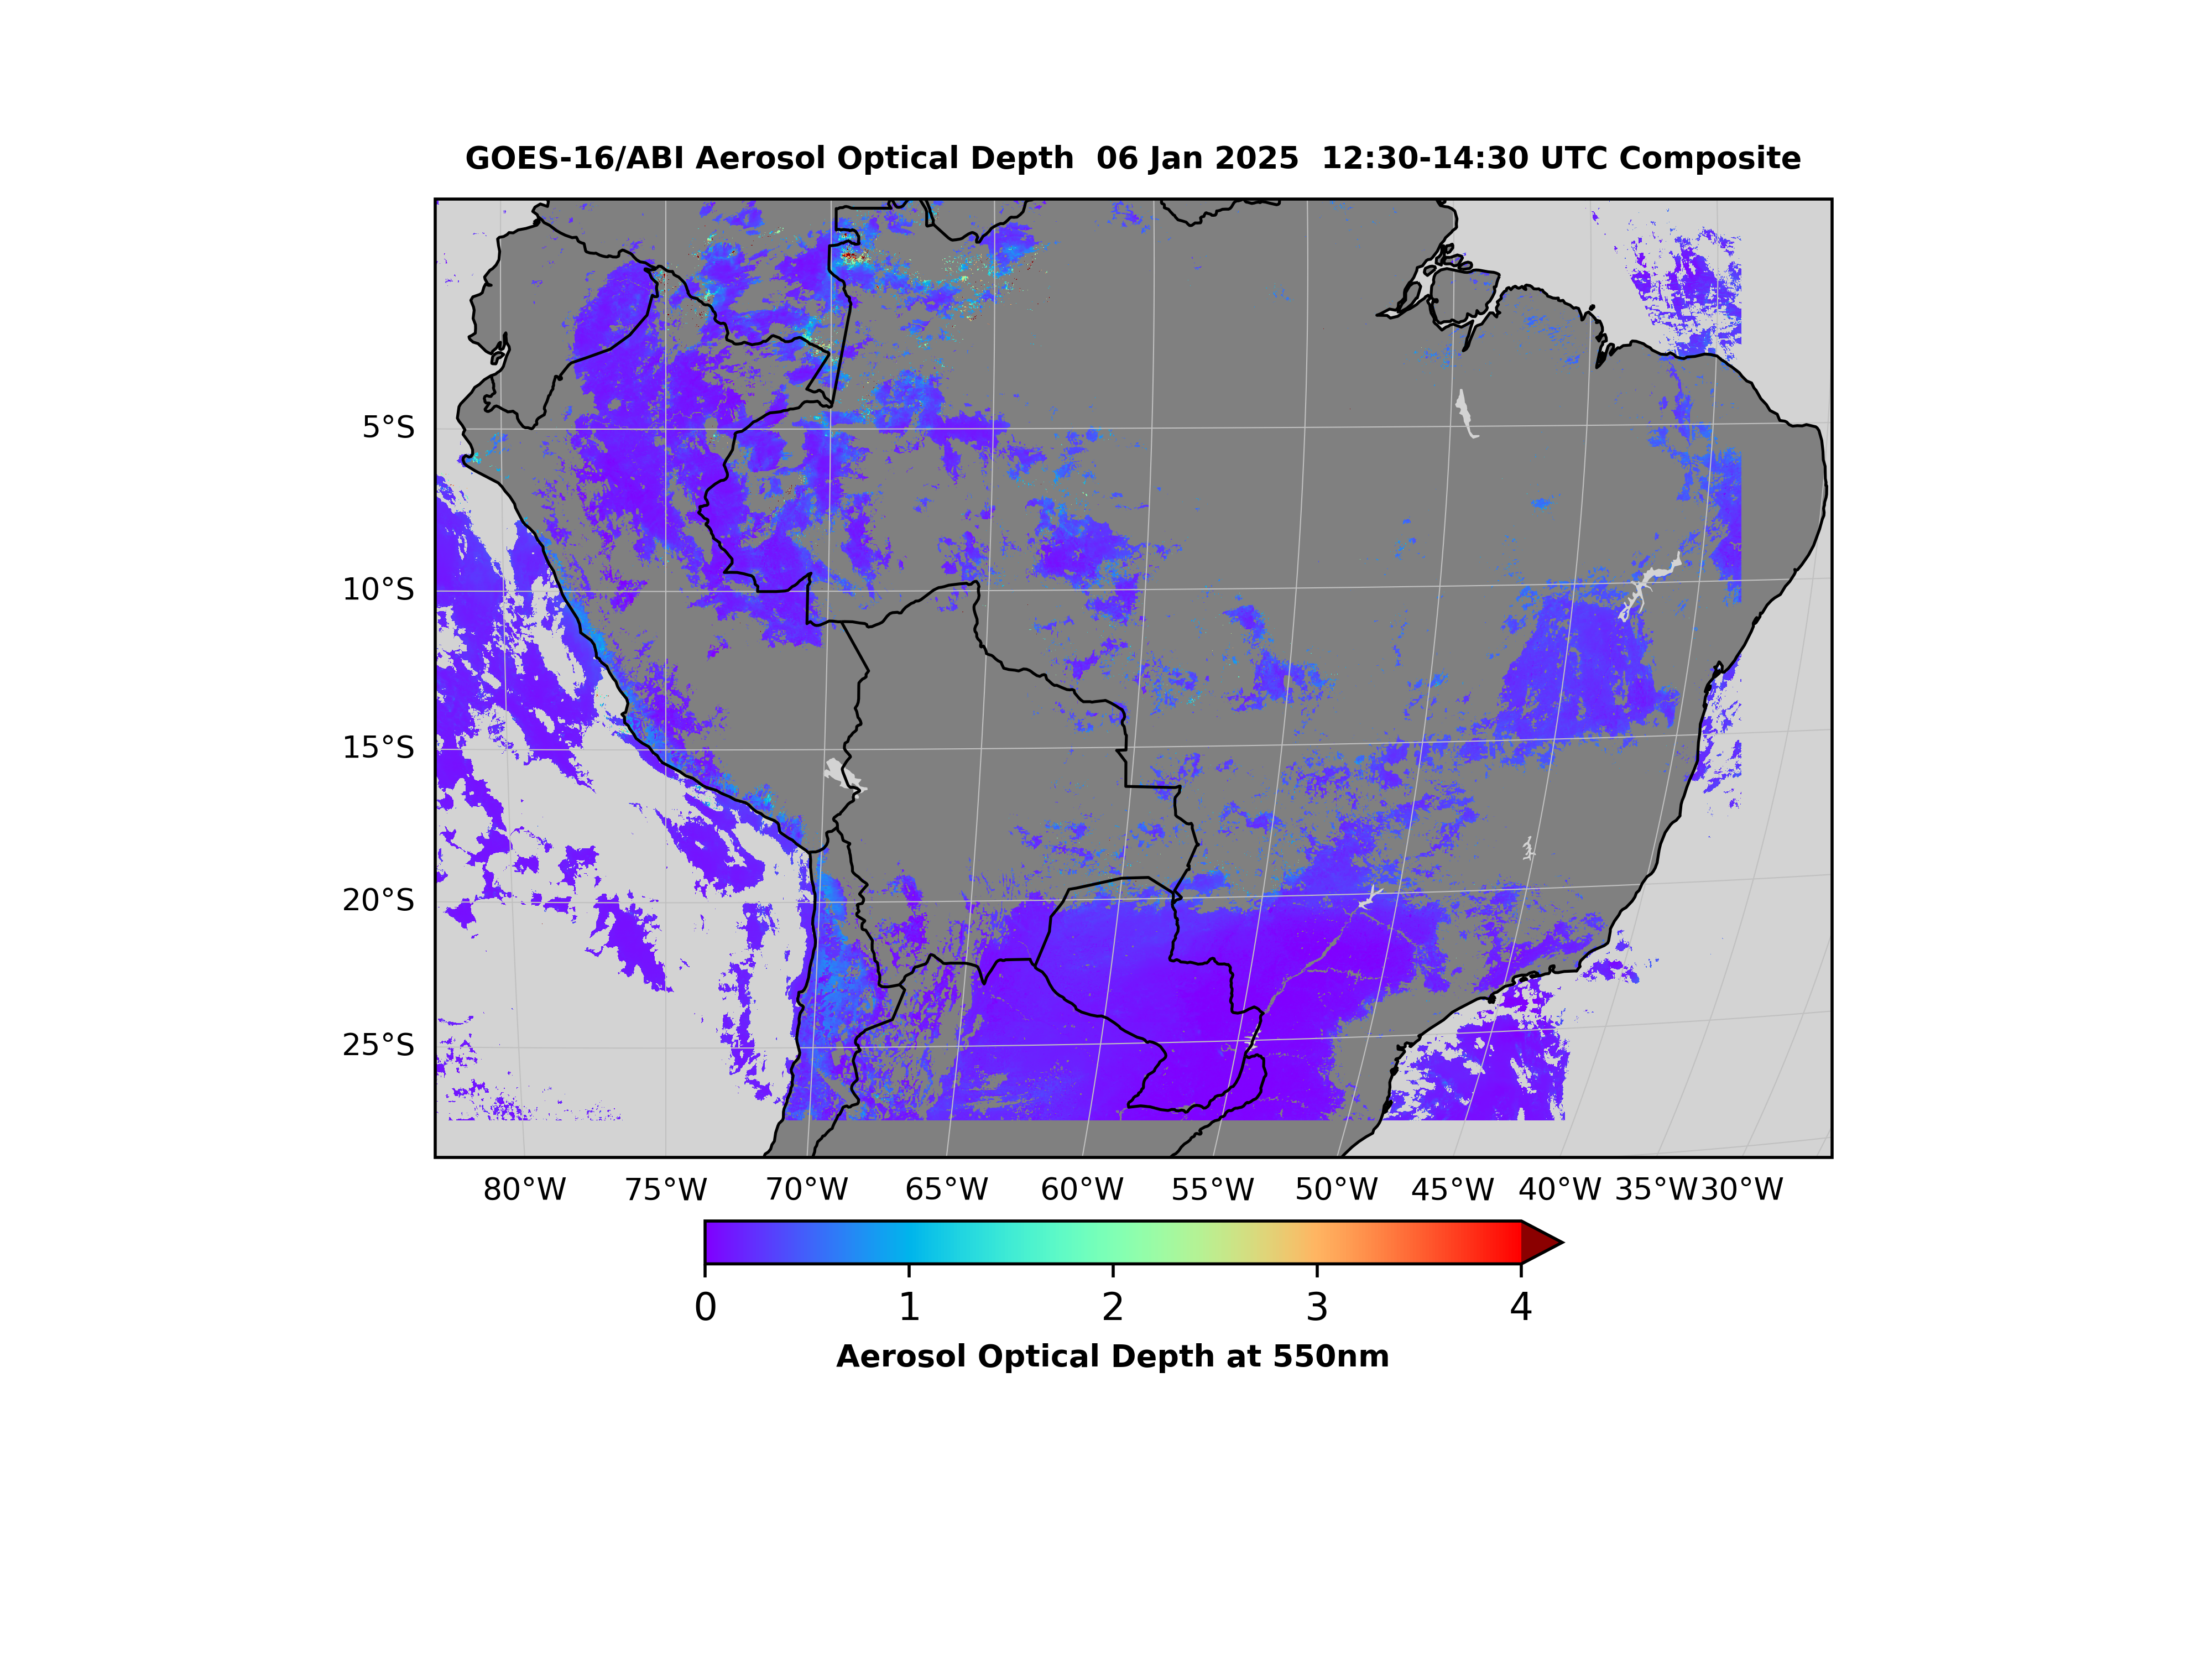 GOES-16/ABI Aerosol Optical Depth  06 Jan 2025  12:30-14:30 UTC Composite
5°S
10°S
15°S
20°S
25°S
80°W 75°W 70°W 65°W 60°W 55°W 50°W 45°W 40°W 35°W 30°W
0 1 2 3 4
Aerosol Optical Depth at 550nm